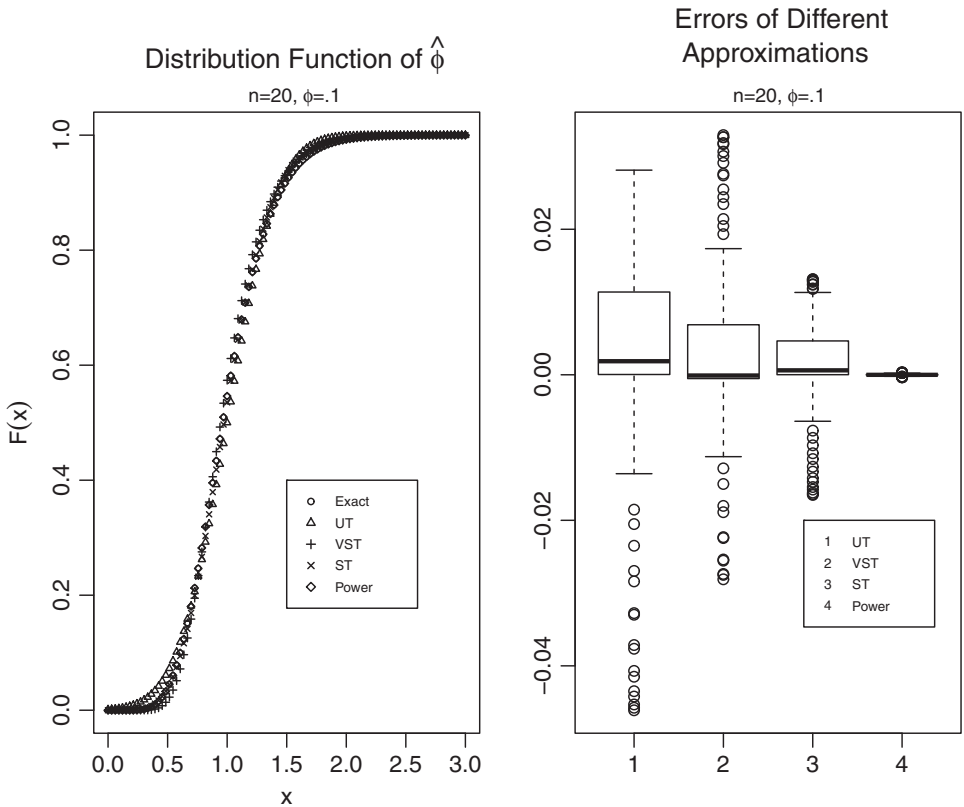 Distribution Function of ϕ̂
n=20, ϕ=.1
F(x)
1.0
0.8
0.6
0.4
0.2
0.0
Exact
UT
VST
ST
Power
0.0 0.5 1.0 1.5 2.0 2.5 3.0
x
Errors of Different
Approximations
n=20, ϕ=.1
0.02
0.00
−0.02
−0.04
1 UT
2 VST
3 ST
4 Power
1 2 3 4